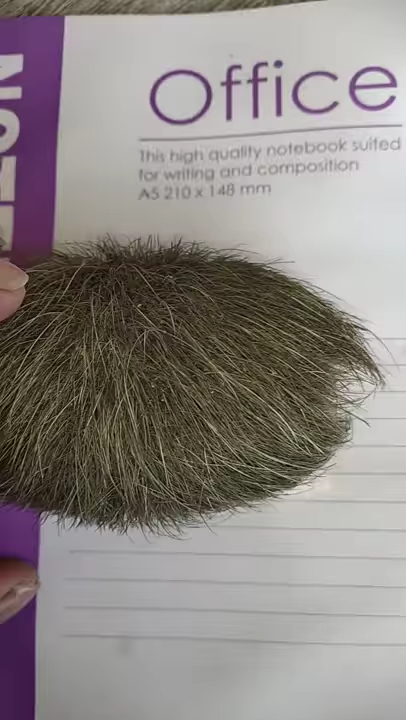 Office
This high quality notebook suited
for writing and composition
A5 210 x 148 mm